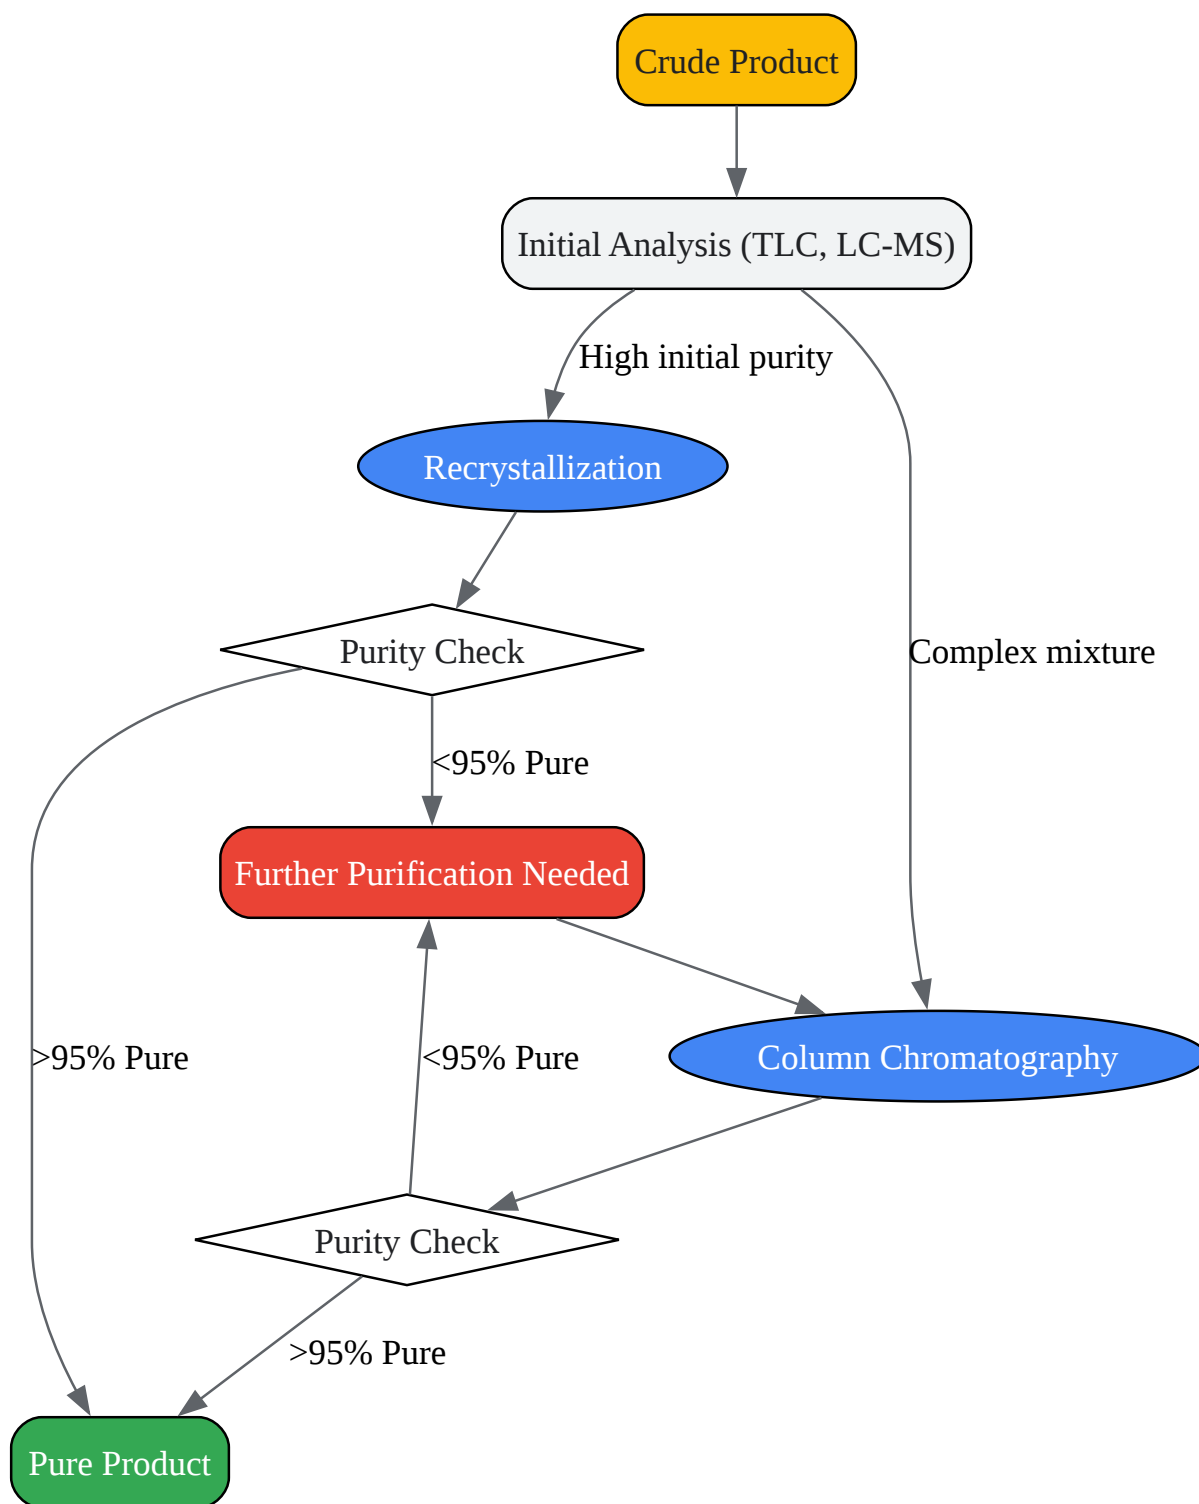 Crude Product
Initial Analysis (TLC, LC-MS)
High initial purity
Recrystallization
Purity Check
Complex mixture
<95% Pure
Further Purification Needed
>95% Pure
<95% Pure
Column Chromatography
Purity Check
>95% Pure
Pure Product